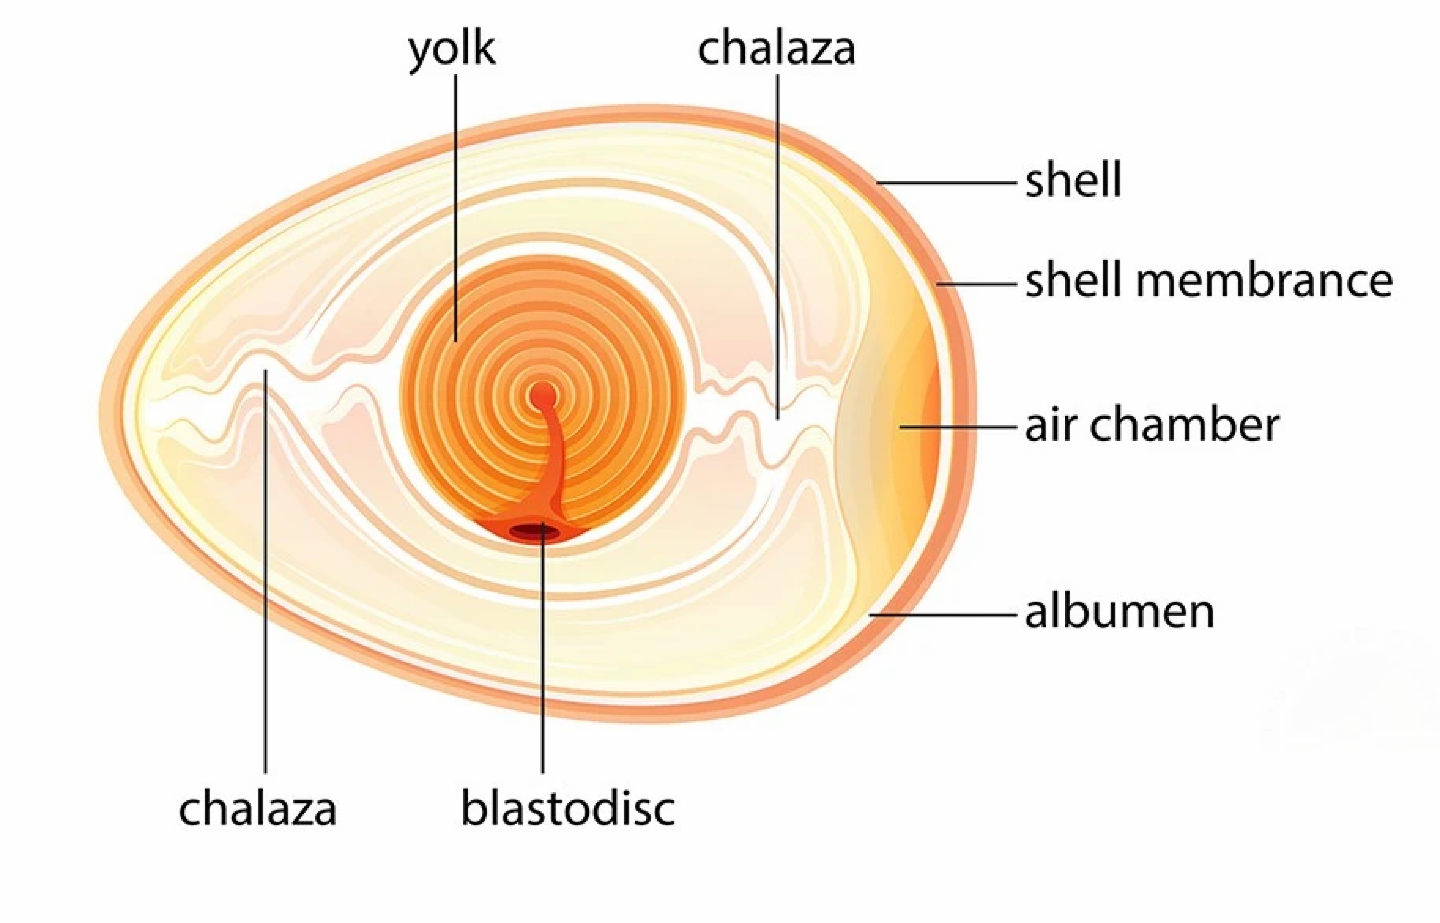 yolk
chalaza
shell
shell membrance
air chamber
albumen
chalaza
blastodisc